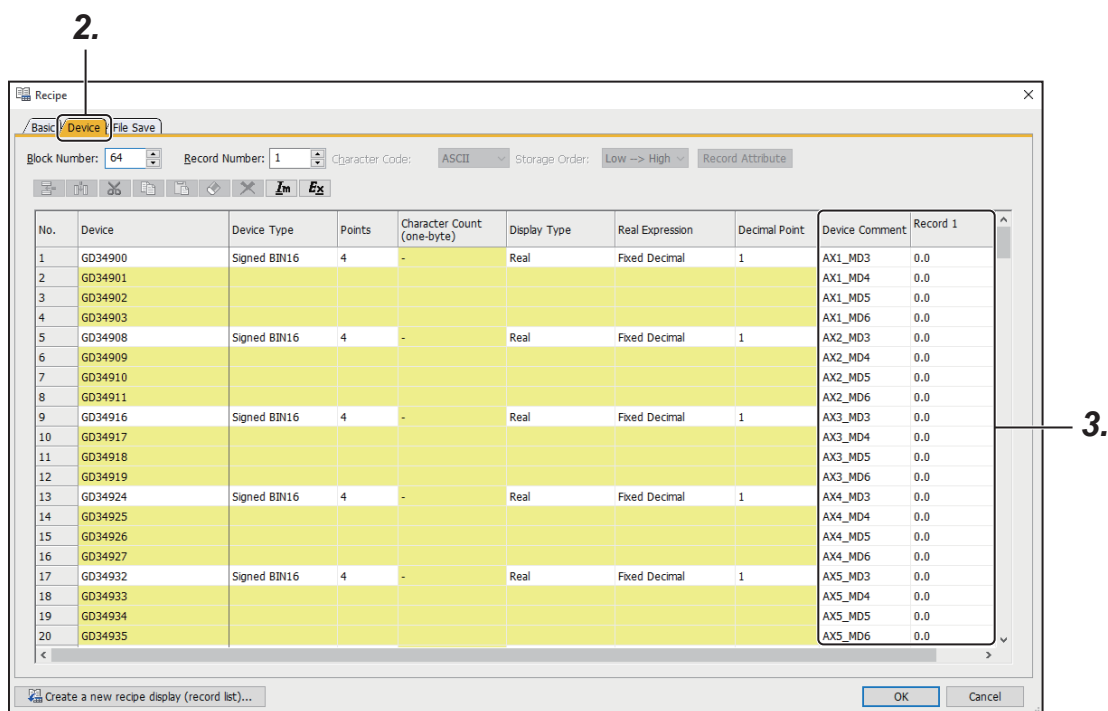 2.
Recipe
Basic Device File Save
Block Number: 64 Record Number: 1 Character Code: ASCII Storage Order: Low --> High Record Attribute
Im Ex
No. Device Device Type Points Character Count (one-byte) Display Type Real Expression Decimal Point Device Comment Record 1
1 GD34900 Signed BIN16 4 - Real Fixed Decimal 1 AX1_MD3 0.0
2 GD34901 AX1_MD4 0.0
3 GD34902 AX1_MD5 0.0
4 GD34903 AX1_MD6 0.0
5 GD34908 Signed BIN16 4 - Real Fixed Decimal 1 AX2_MD3 0.0
6 GD34909 AX2_MD4 0.0
7 GD34910 AX2_MD5 0.0
8 GD34911 AX2_MD6 0.0
9 GD34916 Signed BIN16 4 - Real Fixed Decimal 1 AX3_MD3 0.0
10 GD34917 AX3_MD4 0.0
11 GD34918 AX3_MD5 0.0
12 GD34919 AX3_MD6 0.0
13 GD34924 Signed BIN16 4 - Real Fixed Decimal 1 AX4_MD3 0.0
14 GD34925 AX4_MD4 0.0
15 GD34926 AX4_MD5 0.0
16 GD34927 AX4_MD6 0.0
17 GD34932 Signed BIN16 4 - Real Fixed Decimal 1 AX5_MD3 0.0
18 GD34933 AX5_MD4 0.0
19 GD34934 AX5_MD5 0.0
20 GD34935 AX5_MD6 0.0
3.
Create a new recipe display (record list)... OK Cancel